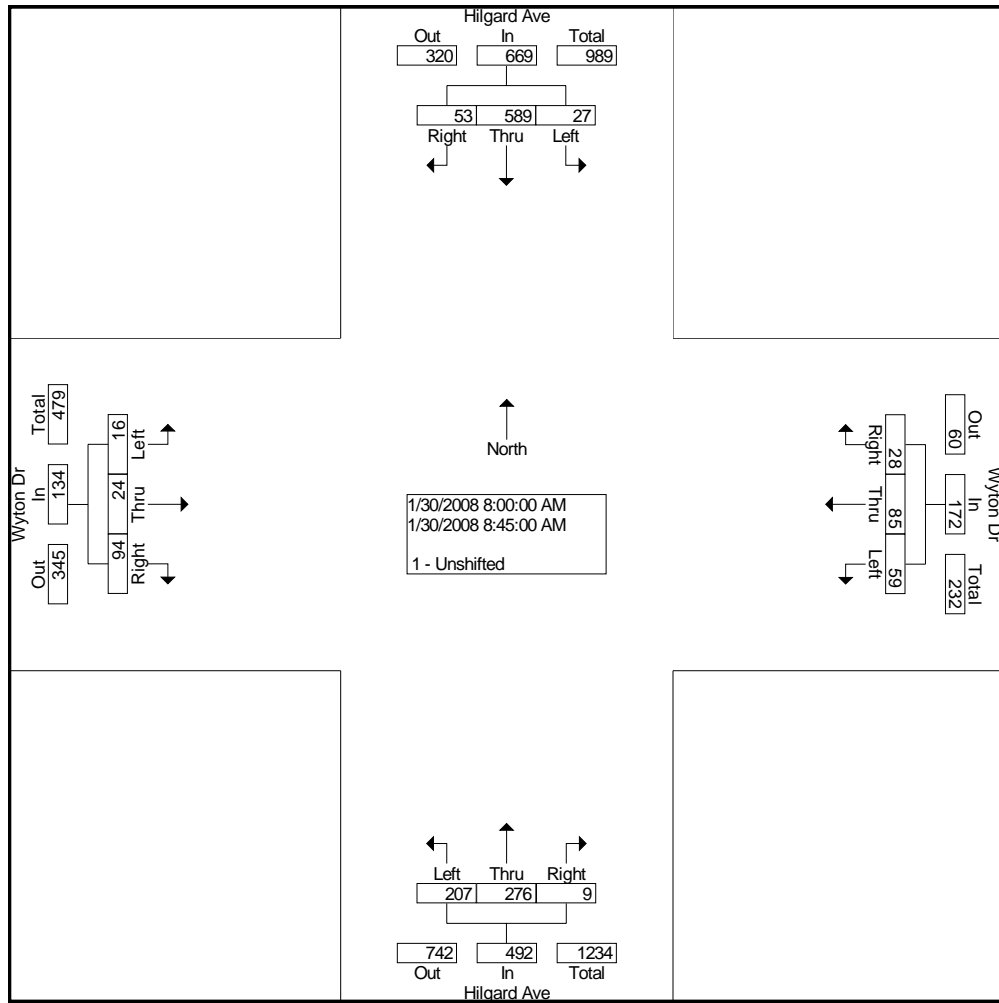 Hilgard Ave
Out In Total
320 669 989
53 589 27
Right Thru Left
Wyton Dr
Total In Out
479 134 345
16 24 94
Left Thru Right
North
1/30/2008 8:00:00 AM
1/30/2008 8:45:00 AM
1 - Unshifted
Right Thru Left
28 85 59
Out In Total
60 172 232
Wyton Dr
Left Thru Right
207 276 9
742 492 1234
Out In Total
Hilgard Ave